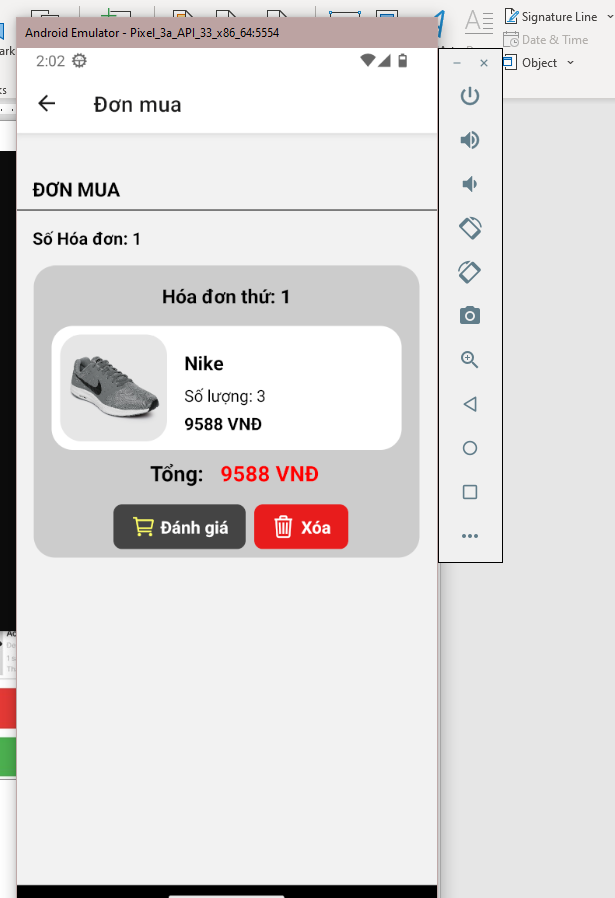 Signature Line
Android Emulator - Pixel_3a_API_33_x86_64:5554
Date & Time
Object
2:02
Đơn mua
ĐƠN MUA
Số Hóa đơn: 1
Hóa đơn thứ: 1
Nike
Số lượng: 3
9588 VNĐ
Tổng: 9588 VNĐ
Đánh giá
Xóa